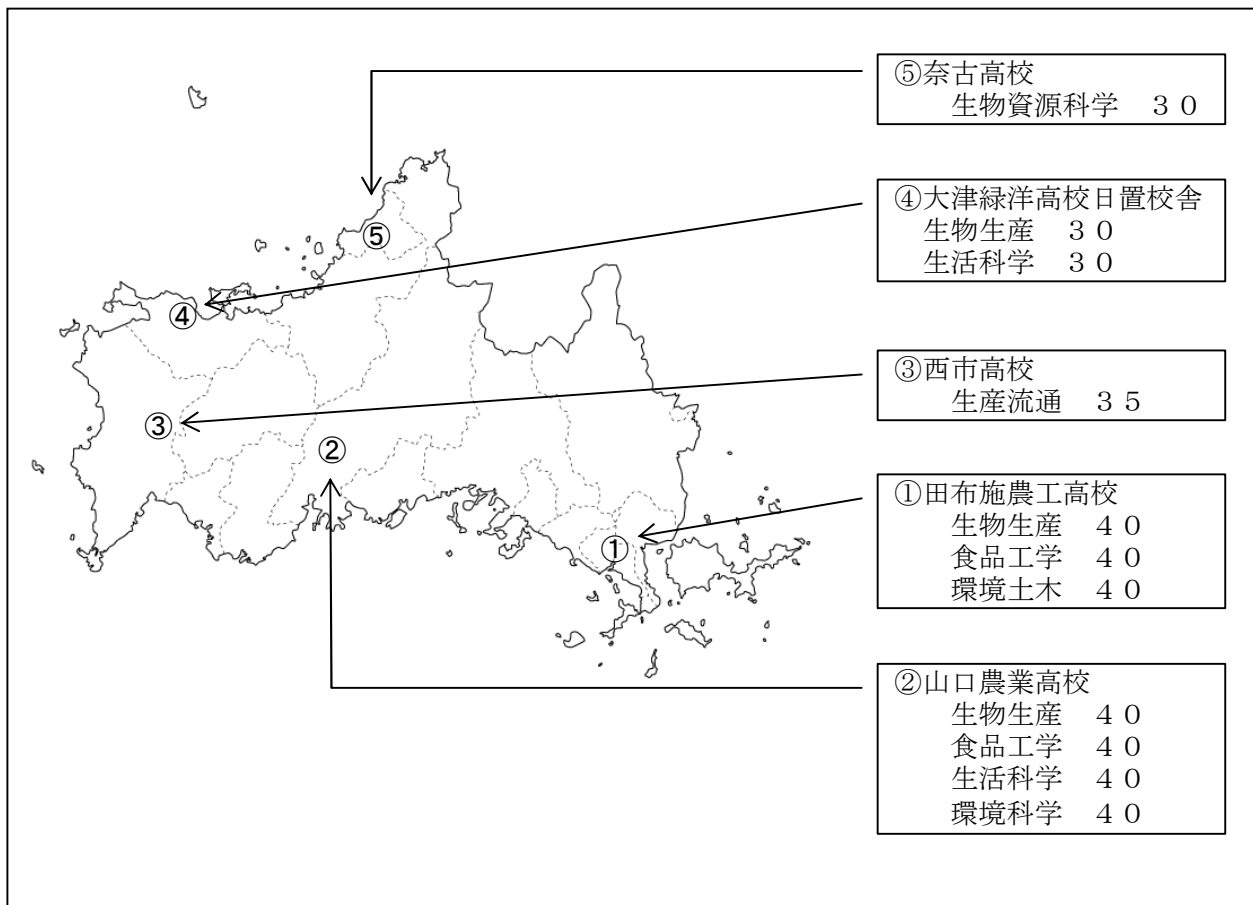 ⑤奈古高校
生物資源科学　３０
④大津緑洋高校日置校舎
生物生産　３０
生活科学　３０
③西市高校
生産流通　３５
①田布施農工高校
生物生産　４０
食品工学　４０
環境土木　４０
②山口農業高校
生物生産　４０
食品工学　４０
生活科学　４０
環境科学　４０
⑤
④
③
②
①